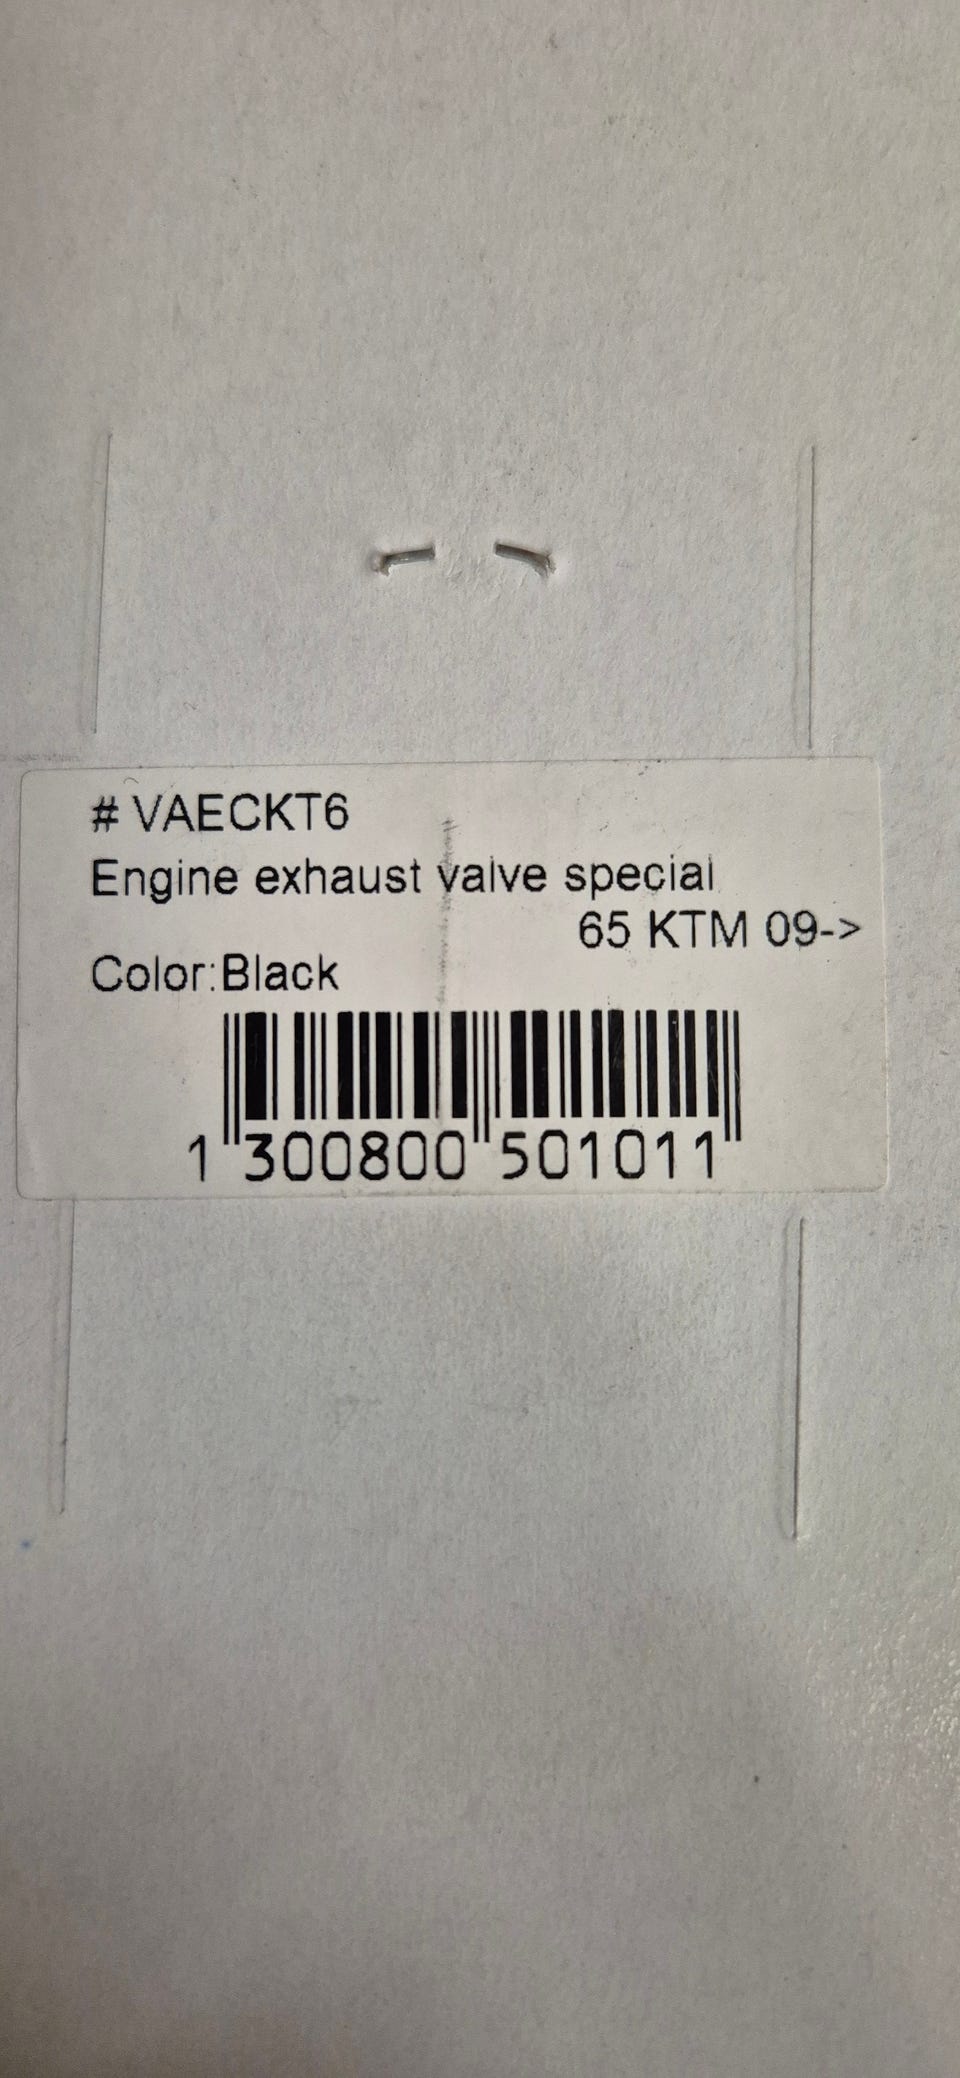 # VAECKT6
Engine exhaust valve special
65 KTM 09->
Color:Black
1 300800 501011